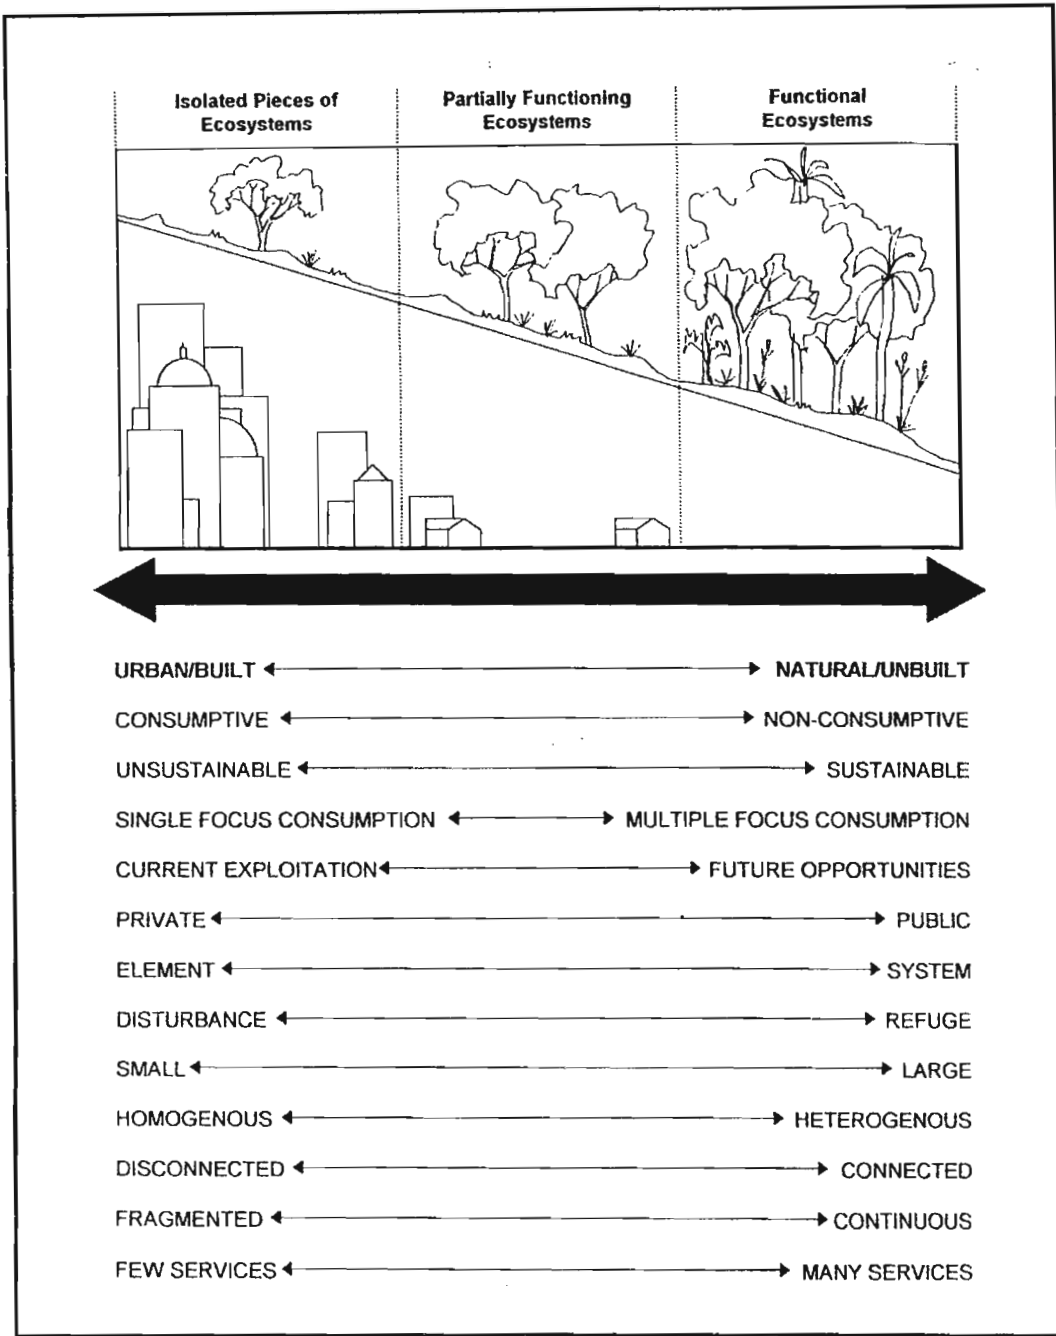 Isolated Pieces of
Ecosystems
Partially Functioning
Ecosystems
Functional
Ecosystems
URBAN/BUILT NATURAL/UNBUILT
CONSUMPTIVE NON-CONSUMPTIVE
UNSUSTAINABLE SUSTAINABLE
SINGLE FOCUS CONSUMPTION MULTIPLE FOCUS CONSUMPTION
CURRENT EXPLOITATION FUTURE OPPORTUNITIES
PRIVATE PUBLIC
ELEMENT SYSTEM
DISTURBANCE REFUGE
SMALL LARGE
HOMOGENOUS HETEROGENOUS
DISCONNECTED CONNECTED
FRAGMENTED CONTINUOUS
FEW SERVICES MANY SERVICES